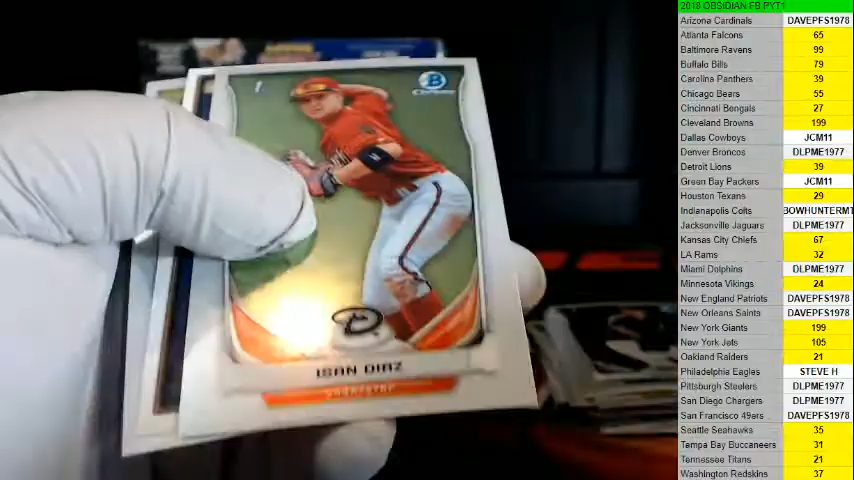 2018 OBSIDIAN FB PYT1
Arizona Cardinals DAVEPFS1978
Atlanta Falcons 65
Baltimore Ravens 99
Buffalo Bills 79
Carolina Panthers 39
Chicago Bears 55
Cincinnati Bengals 27
Cleveland Browns 199
Dallas Cowboys JCM11
Denver Broncos DLPME1977
Detroit Lions 39
Green Bay Packers JCM11
Houston Texans 29
Indianapolis Colts BOWHUNTERMT
Jacksonville Jaguars DLPME1977
Kansas City Chiefs 67
LA Rams 32
Miami Dolphins DLPME1977
Minnesota Vikings 24
New England Patriots DAVEPFS1978
New Orleans Saints DAVEPFS1978
New York Giants 199
New York Jets 105
Oakland Raiders 21
Philadelphia Eagles STEVE H
Pittsburgh Steelers DLPME1977
San Diego Chargers DLPME1977
San Francisco 49ers DAVEPFS1978
Seattle Seahawks 35
Tampa Bay Buccaneers 31
Tennessee Titans 21
Washington Redskins 37
B
Chrome
D
ISAN DIAZ
SHORTSTOP